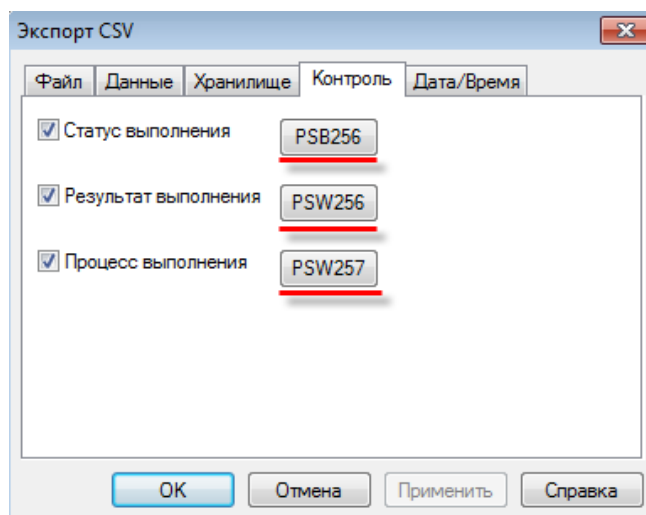 Экспорт CSV
Файл Данные Хранилище Контроль Дата/Время
Статус выполнения PSB256
Результат выполнения PSW256
Процесс выполнения PSW257
OK Отмена Применить Справка